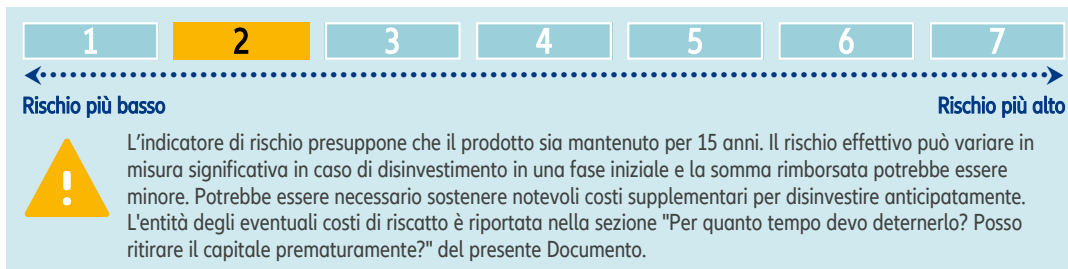 1 2 3 4 5 6 7
Rischio più basso Rischio più alto
L'indicatore di rischio presuppone che il prodotto sia mantenuto per 15 anni. Il rischio effettivo può variare in
misura significativa in caso di disinvestimento in una fase iniziale e la somma rimborsata potrebbe essere
minore. Potrebbe essere necessario sostenere notevoli costi supplementari per disinvestire anticipatamente.
L'entità degli eventuali costi di riscatto è riportata nella sezione "Per quanto tempo devo deternerlo? Posso
ritirare il capitale prematuramente?" del presente Documento.